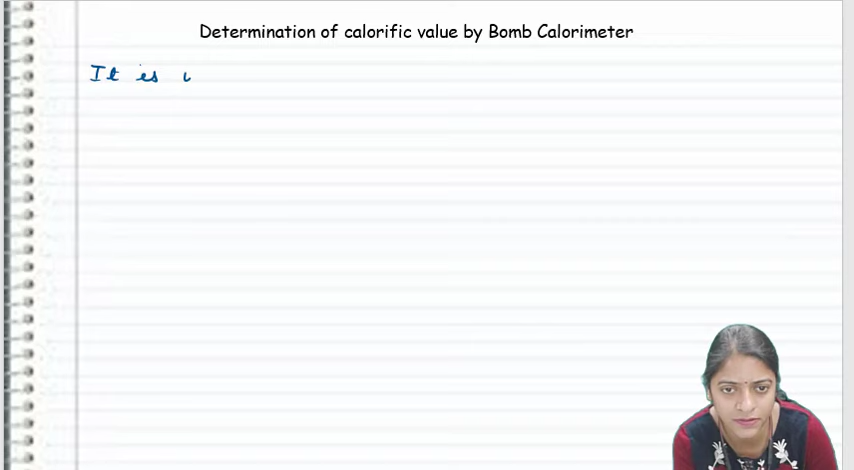 Determination of calorific value by Bomb Calorimeter
It is